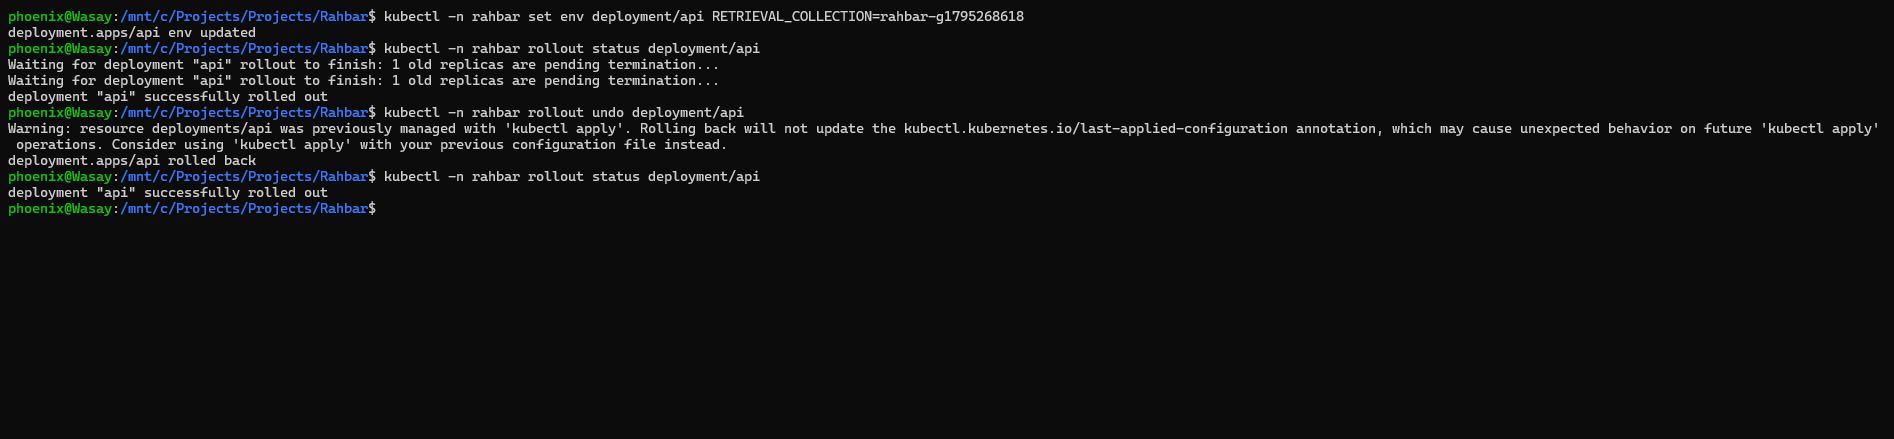 phoenix@Wasay:/mnt/c/Projects/Projects/Rahbar$ kubectl -n rahbar set env deployment/api RETRIEVAL_COLLECTION=rahbar-g1795268618
deployment.apps/api env updated
phoenix@Wasay:/mnt/c/Projects/Projects/Rahbar$ kubectl -n rahbar rollout status deployment/api
Waiting for deployment "api" rollout to finish: 1 old replicas are pending termination...
Waiting for deployment "api" rollout to finish: 1 old replicas are pending termination...
deployment "api" successfully rolled out
phoenix@Wasay:/mnt/c/Projects/Projects/Rahbar$ kubectl -n rahbar rollout undo deployment/api
Warning: resource deployments/api was previously managed with 'kubectl apply'. Rolling back will not update the kubectl.kubernetes.io/last-applied-configuration annotation, which may cause unexpected behavior on future 'kubectl apply'
 operations. Consider using 'kubectl apply' with your previous configuration file instead.
deployment.apps/api rolled back
phoenix@Wasay:/mnt/c/Projects/Projects/Rahbar$ kubectl -n rahbar rollout status deployment/api
deployment "api" successfully rolled out
phoenix@Wasay:/mnt/c/Projects/Projects/Rahbar$